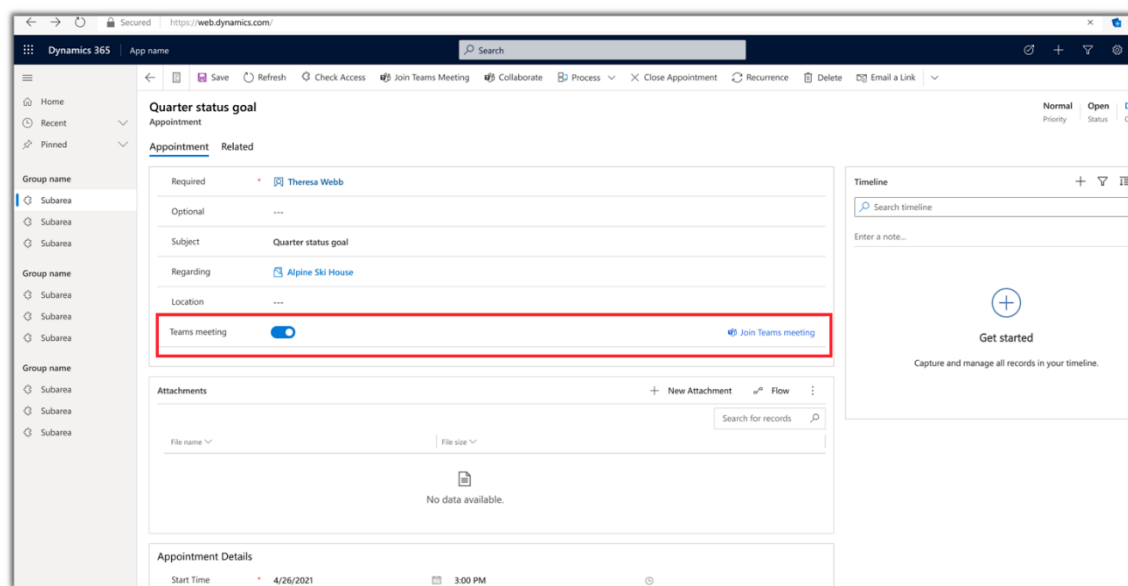 Secured https://web.dynamics.com/
Dynamics 365 App name Search
Save Refresh Check Access Join Teams Meeting Collaborate Process Close Appointment Recurrence Delete Email a Link
Home
Recent
Pinned
Group name
Subarea
Subarea
Subarea
Group name
Subarea
Subarea
Subarea
Group name
Subarea
Subarea
Subarea
Quarter status goal
Appointment
Normal Open
Priority Status
Appointment Related
Required * Theresa Webb
Optional ---
Subject Quarter status goal
Regarding Alpine Ski House
Location ---
Teams meeting Join Teams meeting
Attachments New Attachment Flow
Search for records
File name File size
No data available.
Appointment Details
Start Time * 4/26/2021 3:00 PM
Timeline
Search timeline
Enter a note...
Get started
Capture and manage all records in your timeline.